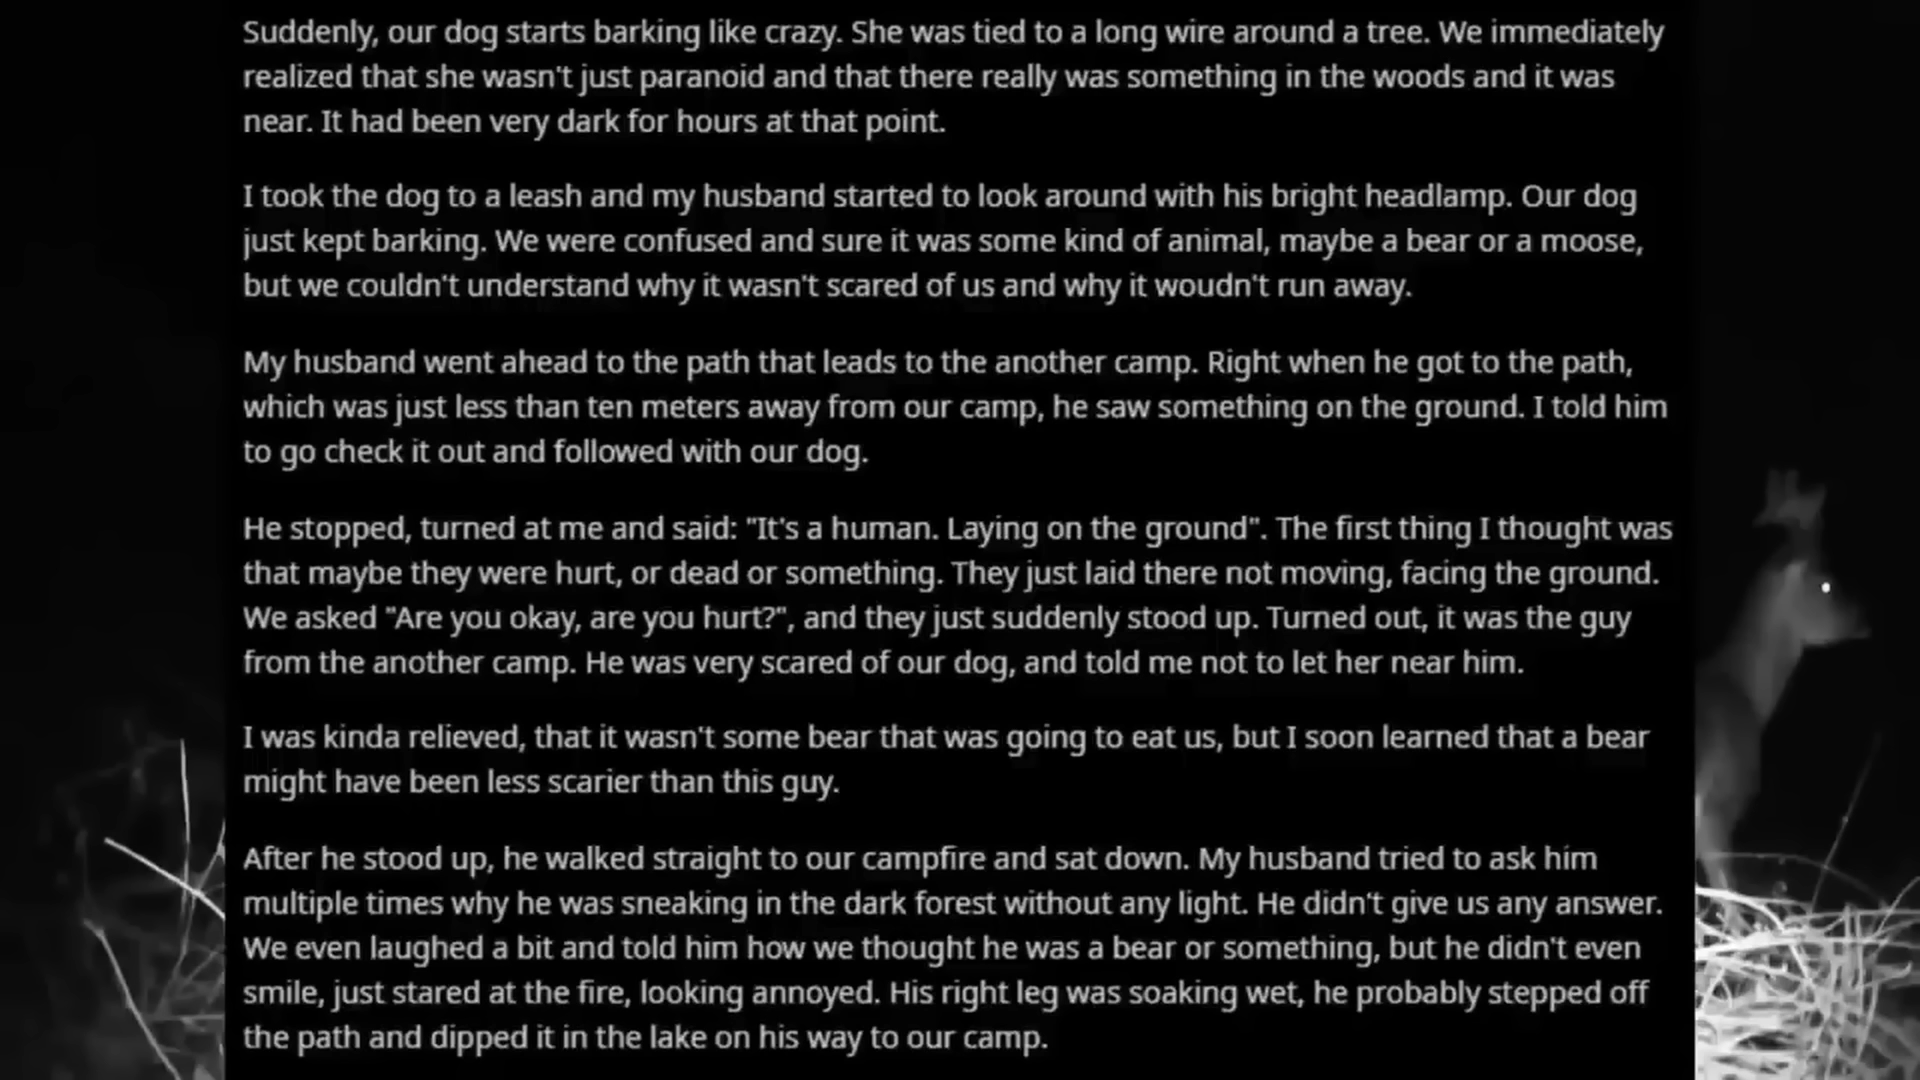 Suddenly, our dog starts barking like crazy. She was tied to a long wire around a tree. We immediately
realized that she wasn't just paranoid and that there really was something in the woods and it was
near. It had been very dark for hours at that point.
I took the dog to a leash and my husband started to look around with his bright headlamp. Our dog
just kept barking. We were confused and sure it was some kind of animal, maybe a bear or a moose,
but we couldn't understand why it wasn't scared of us and why it woudn't run away.
My husband went ahead to the path that leads to the another camp. Right when he got to the path,
which was just less than ten meters away from our camp, he saw something on the ground. I told him
to go check it out and followed with our dog.
He stopped, turned at me and said: "It's a human. Laying on the ground". The first thing I thought was
that maybe they were hurt, or dead or something. They just laid there not moving, facing the ground.
We asked "Are you okay, are you hurt?", and they just suddenly stood up. Turned out, it was the guy
from the another camp. He was very scared of our dog, and told me not to let her near him.
I was kinda relieved, that it wasn't some bear that was going to eat us, but I soon learned that a bear
might have been less scarier than this guy.
After he stood up, he walked straight to our campfire and sat down. My husband tried to ask him
multiple times why he was sneaking in the dark forest without any light. He didn't give us any answer.
We even laughed a bit and told him how we thought he was a bear or something, but he didn't even
smile, just stared at the fire, looking annoyed. His right leg was soaking wet, he probably stepped off
the path and dipped it in the lake on his way to our camp.